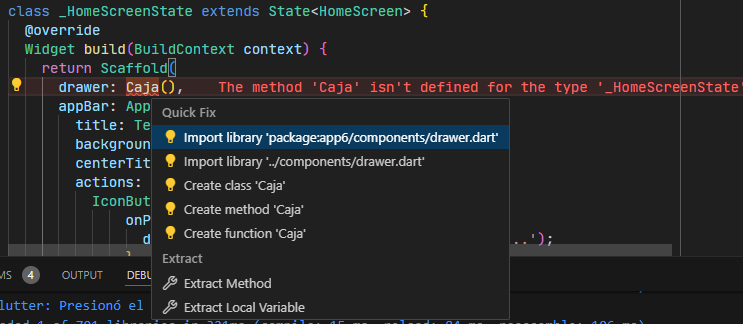 class _HomeScreenState extends State<HomeScreen> {
@override
Widget build(BuildContext context) {
return Scaffold(
drawer: Caja(), The method 'Caja' isn't defined for the type '_HomeScreenState'
appBar: App
Quick Fix
title: Te
Import library 'package:app6/components/drawer.dart'
backgroun
Import library '../components/drawer.dart'
centerTit
Create class 'Caja'
actions:
Create method 'Caja'
IconBut
Create function 'Caja'
onP
d
..');
Extract
MS 4 OUTPUT DEBU
Extract Method
lutter: Presionó el
Extract Local Variable